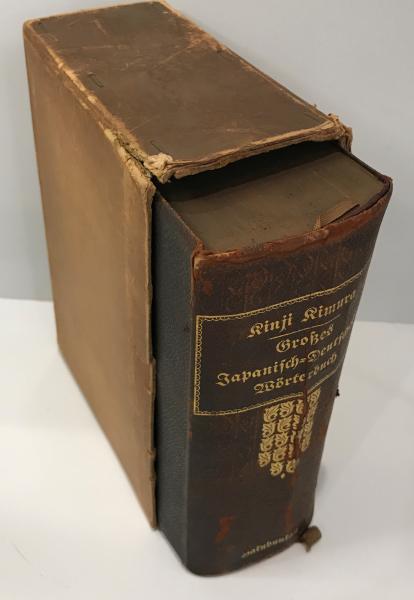 Kinji Kimura
Großes
Japanisch=Deutsch
Wörterbuch